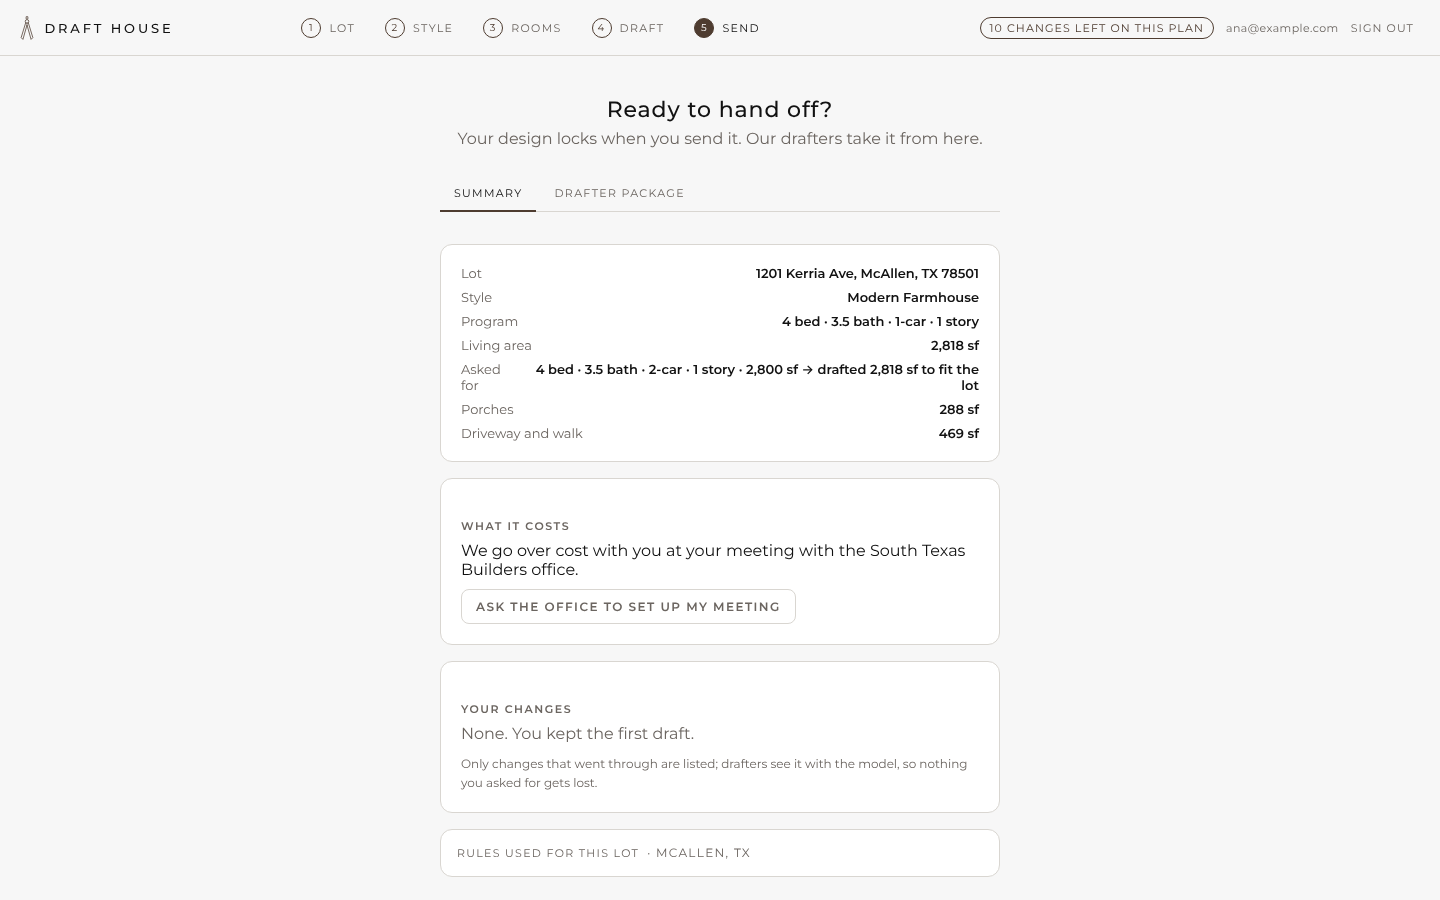 DRAFT HOUSE
1 LOT
2 STYLE
3 ROOMS
4 DRAFT
5 SEND
10 CHANGES LEFT ON THIS PLAN
ana@example.com
SIGN OUT
Ready to hand off?
Your design locks when you send it. Our drafters take it from here.
SUMMARY
DRAFTER PACKAGE
Lot 1201 Kerria Ave, McAllen, TX 78501
Style Modern Farmhouse
Program 4 bed · 3.5 bath · 1-car · 1 story
Living area 2,818 sf
Asked for
4 bed · 3.5 bath · 2-car · 1 story · 2,800 sf → drafted 2,818 sf to fit the
lot
Porches 288 sf
Driveway and walk 469 sf
WHAT IT COSTS
We go over cost with you at your meeting with the South Texas
Builders office.
ASK THE OFFICE TO SET UP MY MEETING
YOUR CHANGES
None. You kept the first draft.
Only changes that went through are listed; drafters see it with the model, so nothing
you asked for gets lost.
RULES USED FOR THIS LOT · MCALLEN, TX